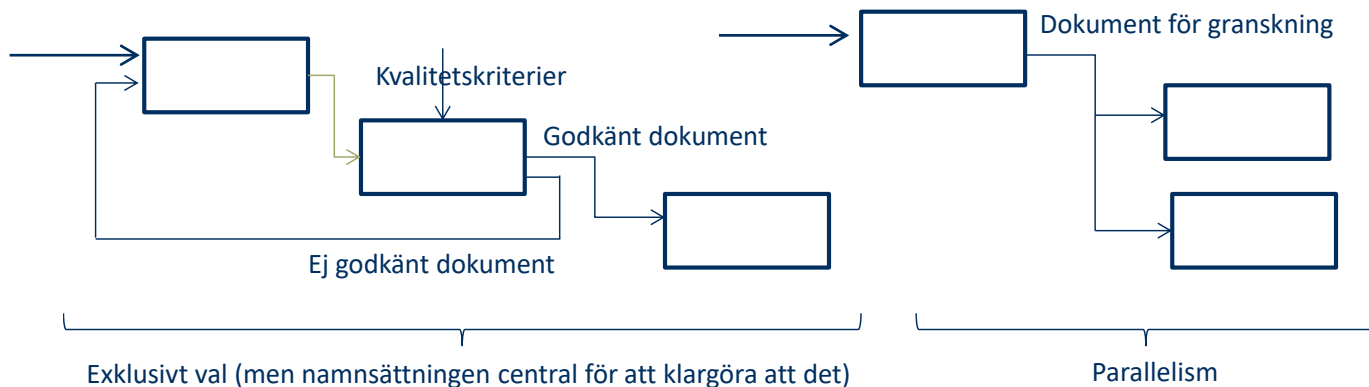 Dokument för granskning
Kvalitetskriterier
Godkänt dokument
Ej godkänt dokument
Exklusivt val (men namnsättningen central för att klargöra att det)
Parallelism